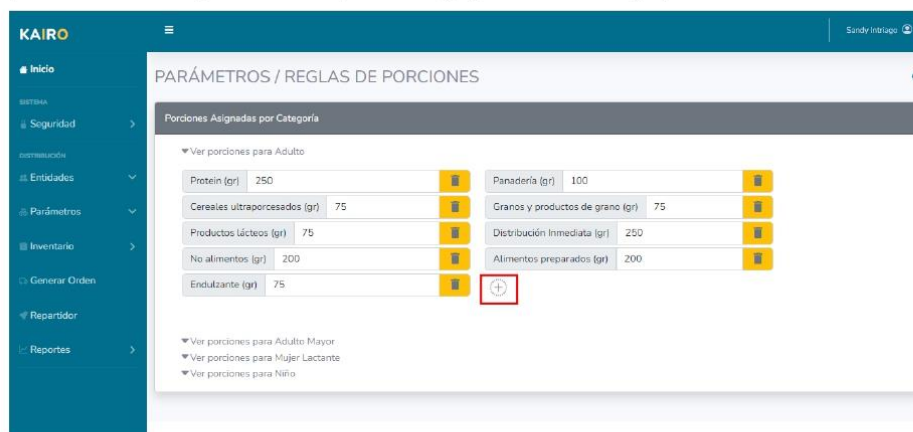 KAIRO
Sandy Intriago
Inicio
PARÁMETROS / REGLAS DE PORCIONES
SISTEMA
Seguridad
Porciones Asignadas por Categoría
DISTRIBUCIÓN
Ver porciones para Adulto
Entidades
Protein (gr) 250
Panadería (gr) 100
Parámetros
Cereales ultraporcesados (gr) 75
Granos y productos de grano (gr) 75
Productos lácteos (gr) 75
Distribución Inmediata (gr) 250
Inventario
No alimentos (gr) 200
Alimentos preparados (gr) 200
Generar Orden
Endulzante (gr) 75
Repartidor
Reportes
Ver porciones para Adulto Mayor
Ver porciones para Mujer Lactante
Ver porciones para Niño